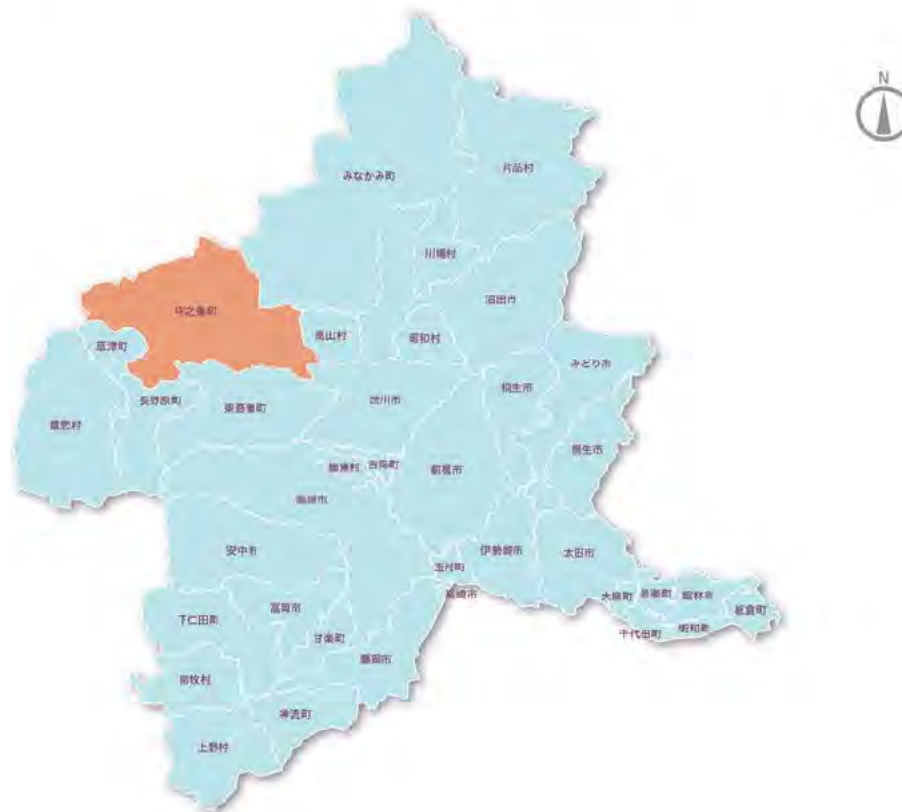 N
みなかみ町
片品村
川場村
沼田市
中之条町
高山村
昭和村
草津町
みどり市
桐生市
長野原町
東吾妻町
渋川市
嬬恋村
桐生市
榛東村
吉岡町
前橋市
高崎市
安中市
伊勢崎市
太田市
玉村町
高崎市
大泉町
邑楽町
館林市
板倉町
下仁田町
富岡市
甘楽町
千代田町
明和町
藤岡市
南牧村
神流町
上野村